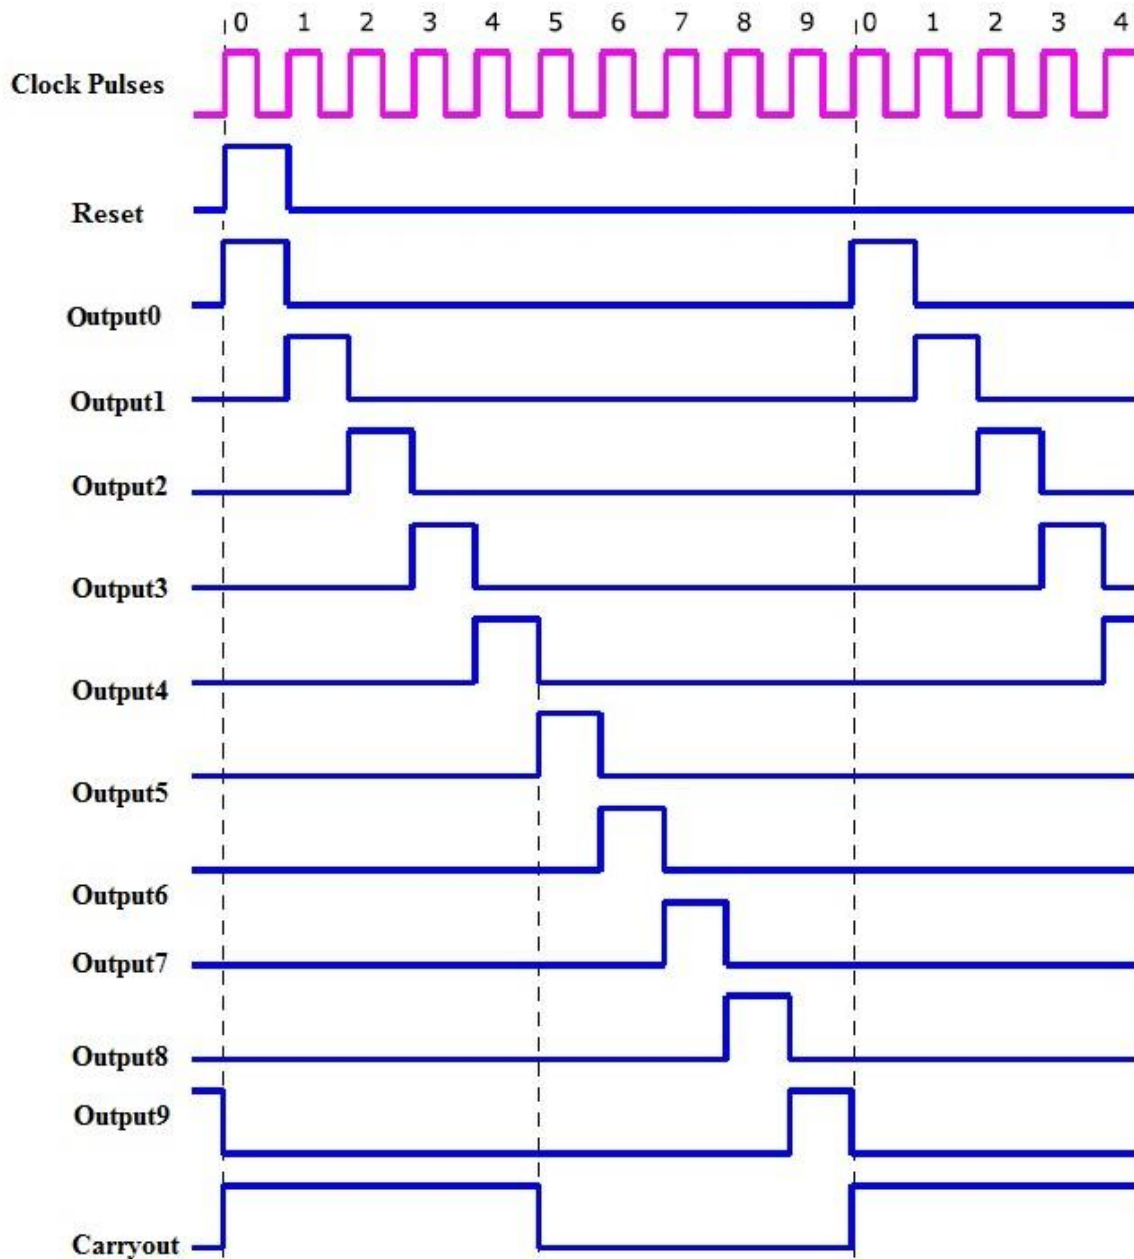 0 1 2 3 4 5 6 7 8 9 0 1 2 3 4
Clock Pulses
Reset
Output0
Output1
Output2
Output3
Output4
Output5
Output6
Output7
Output8
Output9
Carryout